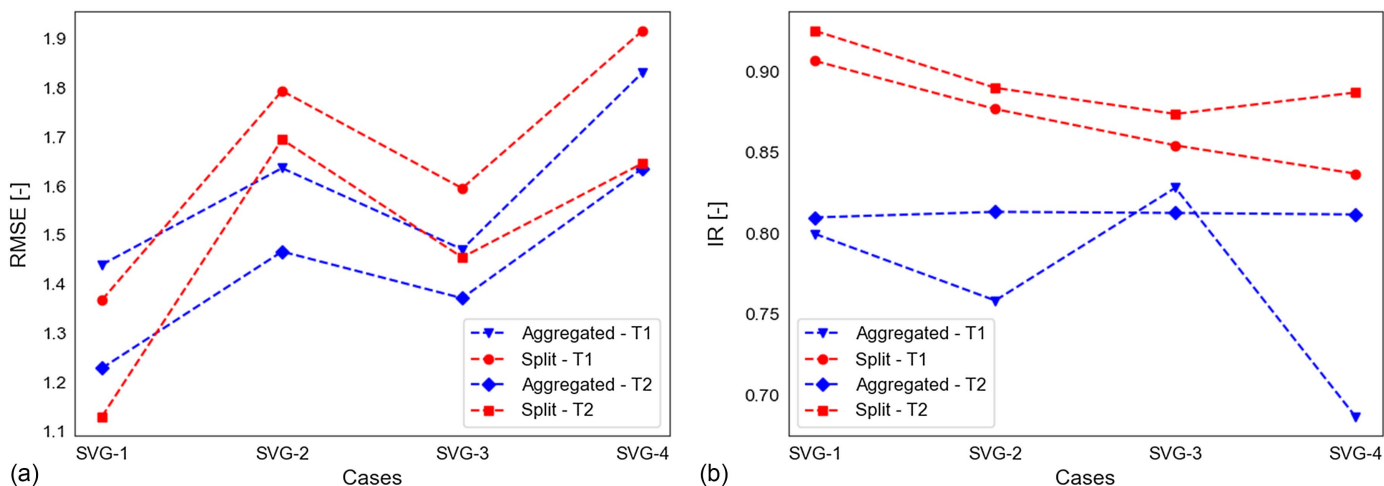 RMSE [-]
1.9
1.8
1.7
1.6
1.5
1.4
1.3
1.2
1.1
Aggregated - T1
Split - T1
Aggregated - T2
Split - T2
SVG-1 SVG-2 SVG-3 SVG-4
Cases
(a)
IR [-]
0.90
0.85
0.80
0.75
0.70
Aggregated - T1
Split - T1
Aggregated - T2
Split - T2
SVG-1 SVG-2 SVG-3 SVG-4
Cases
(b)